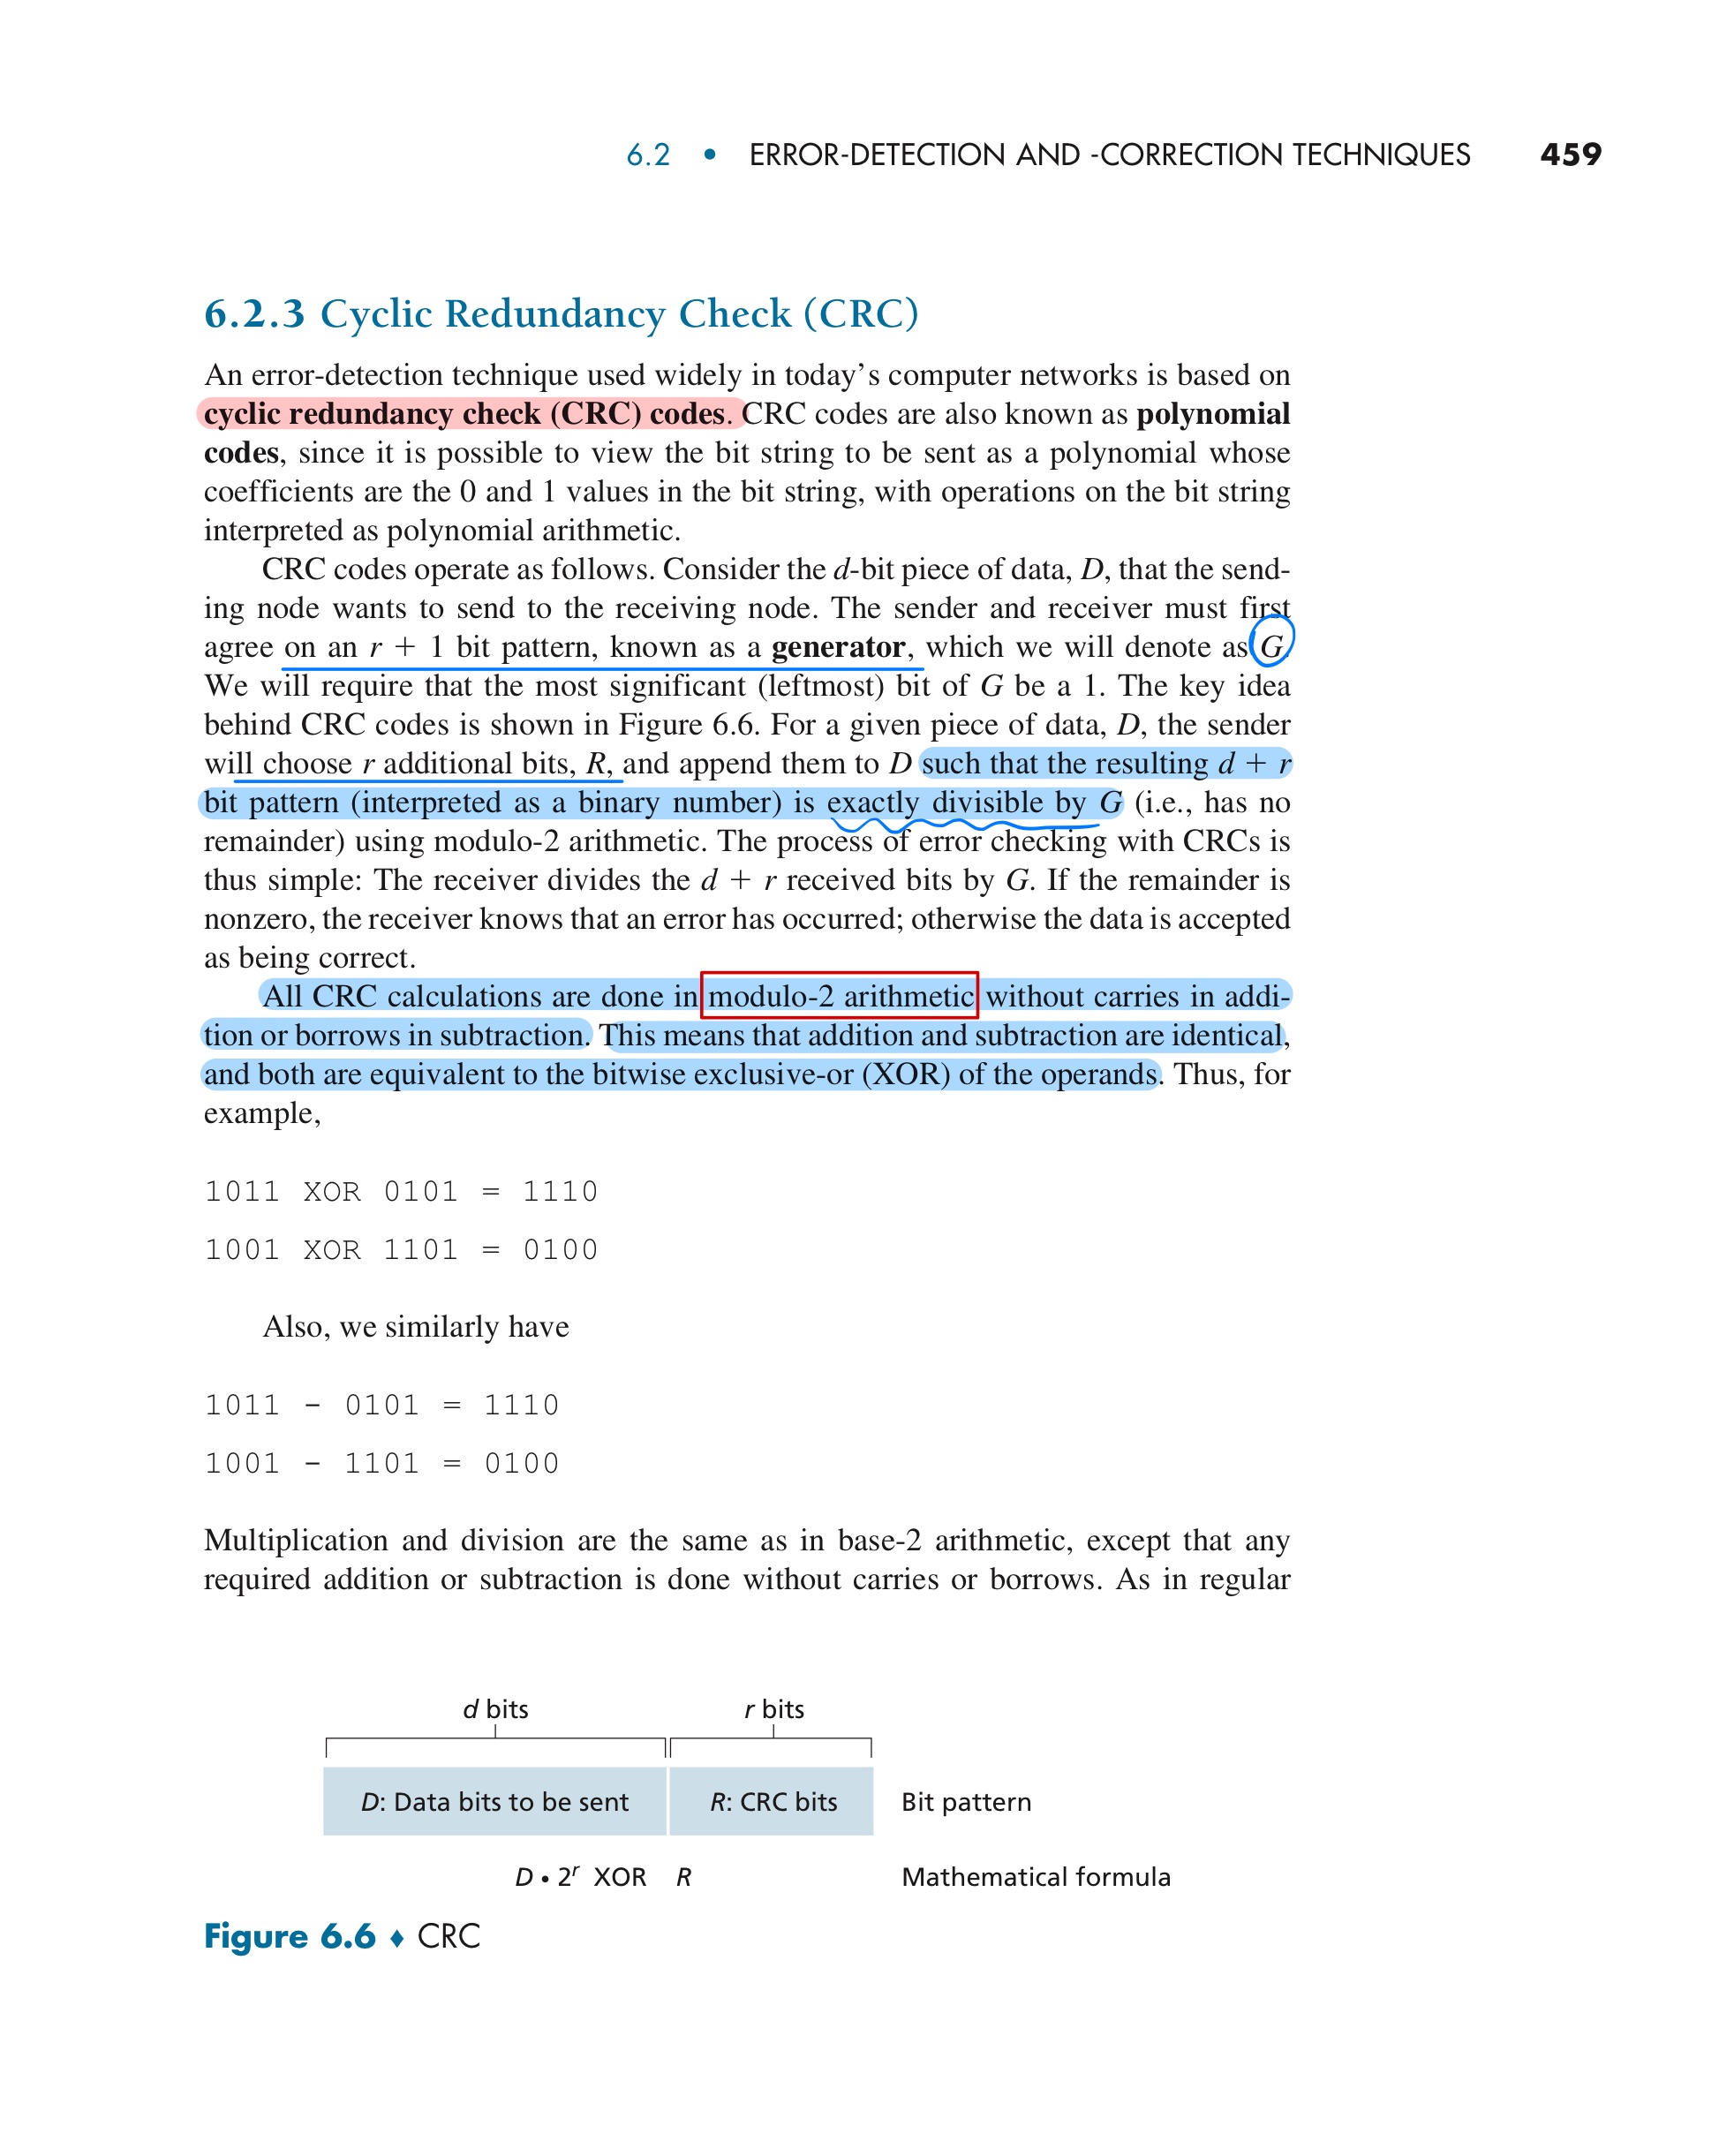 6.2 • ERROR-DETECTION AND -CORRECTION TECHNIQUES 459
6.2.3 Cyclic Redundancy Check (CRC)
An error-detection technique used widely in today’s computer networks is based on
cyclic redundancy check (CRC) codes. CRC codes are also known as polynomial
codes, since it is possible to view the bit string to be sent as a polynomial whose
coefficients are the 0 and 1 values in the bit string, with operations on the bit string
interpreted as polynomial arithmetic.
CRC codes operate as follows. Consider the d-bit piece of data, D, that the send-
ing node wants to send to the receiving node. The sender and receiver must first
agree on an r + 1 bit pattern, known as a generator, which we will denote as G.
We will require that the most significant (leftmost) bit of G be a 1. The key idea
behind CRC codes is shown in Figure 6.6. For a given piece of data, D, the sender
will choose r additional bits, R, and append them to D such that the resulting d + r
bit pattern (interpreted as a binary number) is exactly divisible by G (i.e., has no
remainder) using modulo-2 arithmetic. The process of error checking with CRCs is
thus simple: The receiver divides the d + r received bits by G. If the remainder is
nonzero, the receiver knows that an error has occurred; otherwise the data is accepted
as being correct.
All CRC calculations are done in modulo-2 arithmetic without carries in addi-
tion or borrows in subtraction. This means that addition and subtraction are identical,
and both are equivalent to the bitwise exclusive-or (XOR) of the operands. Thus, for
example,
1011 XOR 0101 = 1110
1001 XOR 1101 = 0100
Also, we similarly have
1011 - 0101 = 1110
1001 - 1101 = 0100
Multiplication and division are the same as in base-2 arithmetic, except that any
required addition or subtraction is done without carries or borrows. As in regular
d bits r bits
D: Data bits to be sent R: CRC bits Bit pattern
D • 2ʳ XOR R Mathematical formula
Figure 6.6 ♦ CRC